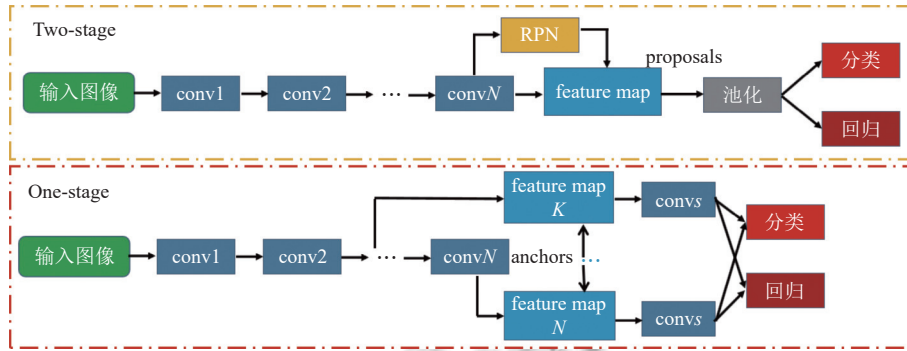 Two-stage
RPN
proposals
输入图像
conv1
conv2
…
convN
feature map
池化
分类
回归
One-stage
feature map
K
convs
分类
输入图像
conv1
conv2
…
convN
anchors
…
回归
feature map
N
convs